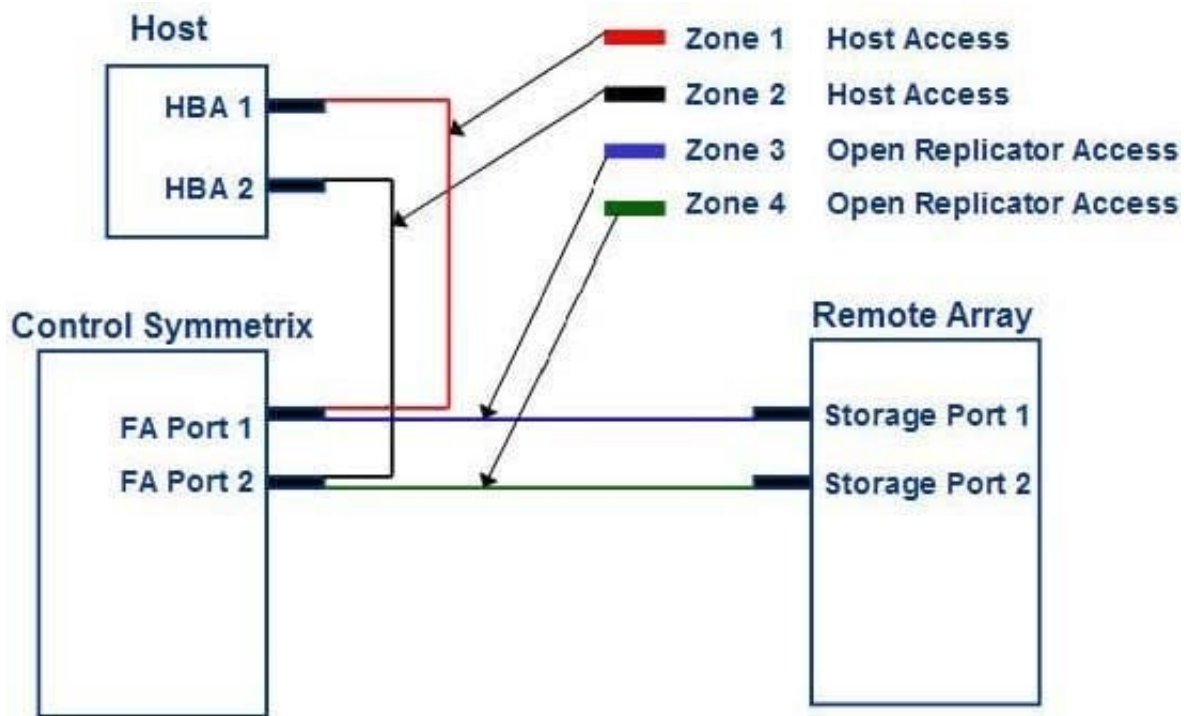 Host
HBA 1
HBA 2
Zone 1 Host Access
Zone 2 Host Access
Zone 3 Open Replicator Access
Zone 4 Open Replicator Access
Control Symmetrix
FA Port 1
FA Port 2
Remote Array
Storage Port 1
Storage Port 2